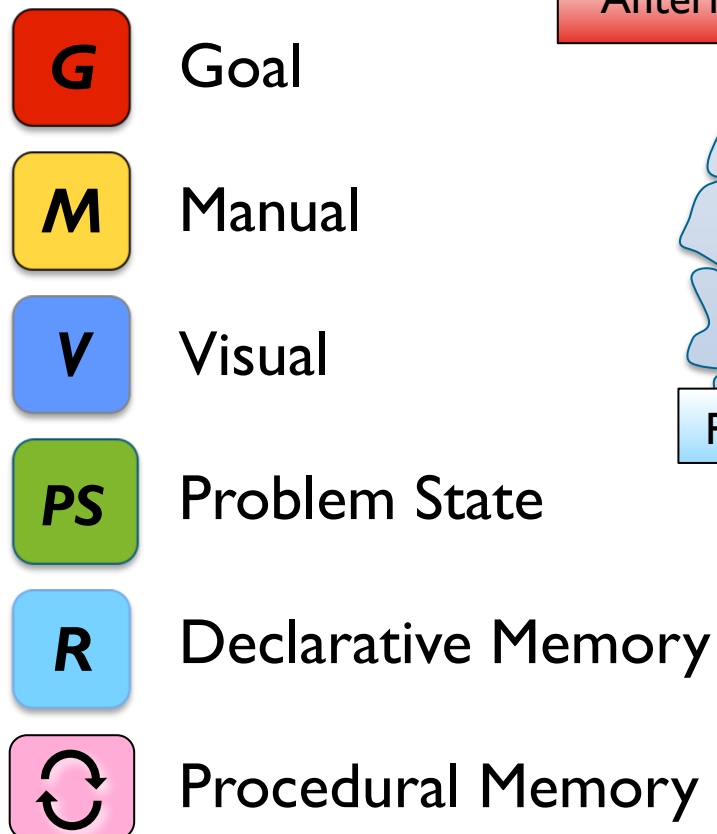 G Goal
M Manual
V Visual
PS Problem State
R Declarative Memory
Procedural Memory